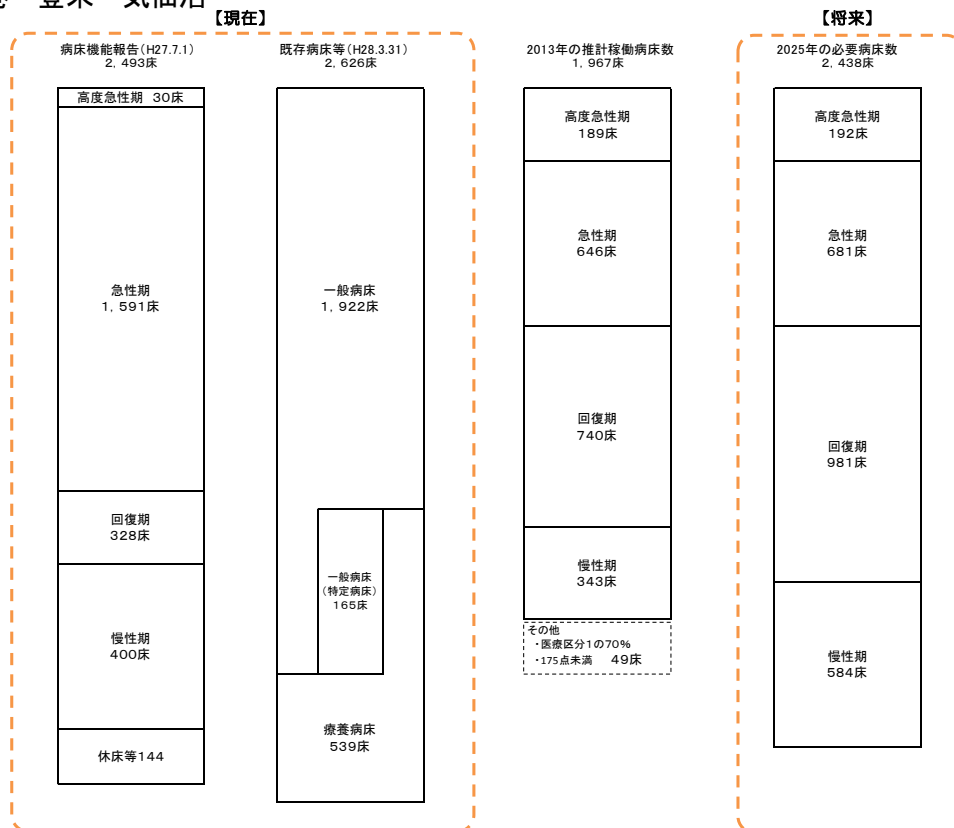 登米 気仙沼
【現在】
【将来】
病床機能報告(H27.7.1)
2,493床
高度急性期 30床
急性期
1,591床
回復期
328床
慢性期
400床
休床等144
既存病床等(H28.3.31)
2,626床
一般病床
1,922床
一般病床
(特定病床)
165床
療養病床
539床
2013年の推計稼働病床数
1,967床
高度急性期
189床
急性期
646床
回復期
740床
慢性期
343床
その他
・医療区分1の70%
・175点未満 49床
2025年の必要病床数
2,438床
高度急性期
192床
急性期
681床
回復期
981床
慢性期
584床